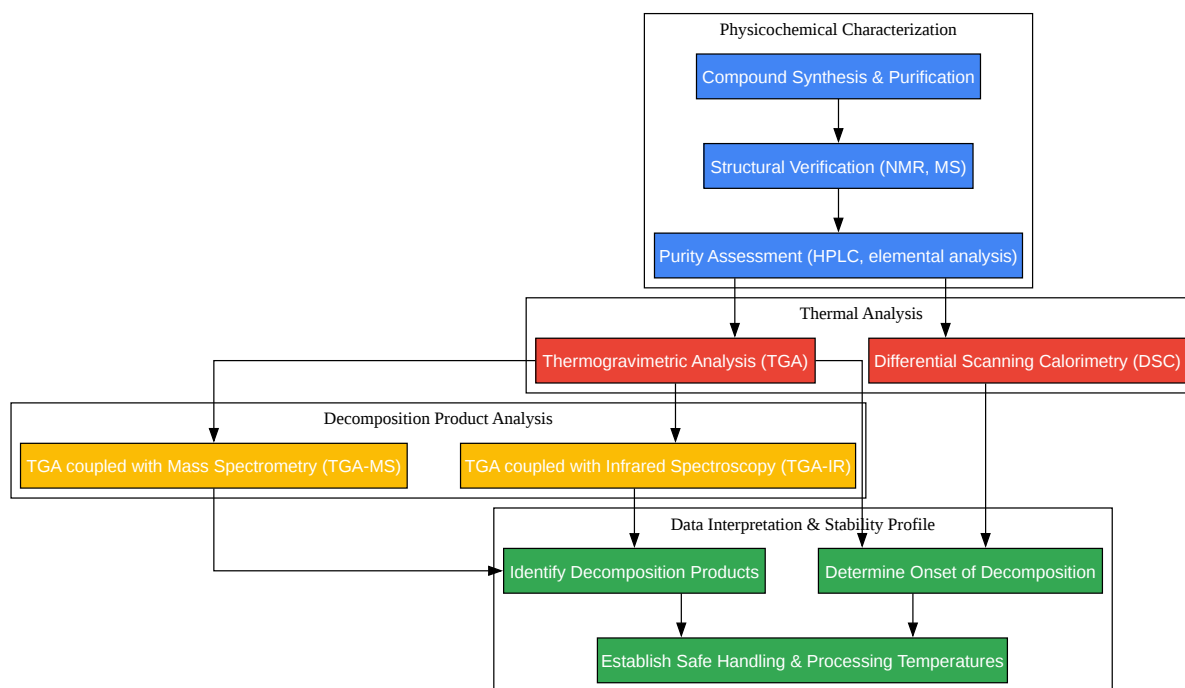 Physicochemical Characterization
Compound Synthesis & Purification
Structural Verification (NMR, MS)
Purity Assessment (HPLC, elemental analysis)
Thermal Analysis
Thermogravimetric Analysis (TGA)
Differential Scanning Calorimetry (DSC)
Decomposition Product Analysis
TGA coupled with Mass Spectrometry (TGA-MS)
TGA coupled with Infrared Spectroscopy (TGA-IR)
Data Interpretation & Stability Profile
Identify Decomposition Products
Determine Onset of Decomposition
Establish Safe Handling & Processing Temperatures